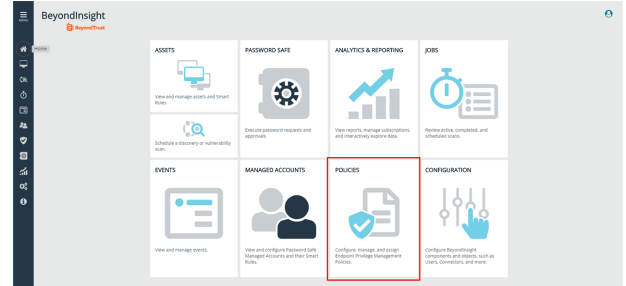 MENU
BeyondInsight
BeyondTrust
Home
ASSETS
View and manage assets and Smart
Rules.
Schedule a discovery or vulnerability
scan.
PASSWORD SAFE
Execute password requests and
approvals.
ANALYTICS & REPORTING
View reports, manage subscriptions,
and interactively explore data.
JOBS
Review active, completed, and
scheduled scans.
EVENTS
View and manage events.
MANAGED ACCOUNTS
View and configure Password Safe
Managed Accounts and their Smart
Rules.
POLICIES
Configure, manage, and assign
Endpoint Privilege Management
Policies.
CONFIGURATION
Configure BeyondInsight
components and objects, such as
Users, Connectors, and more.